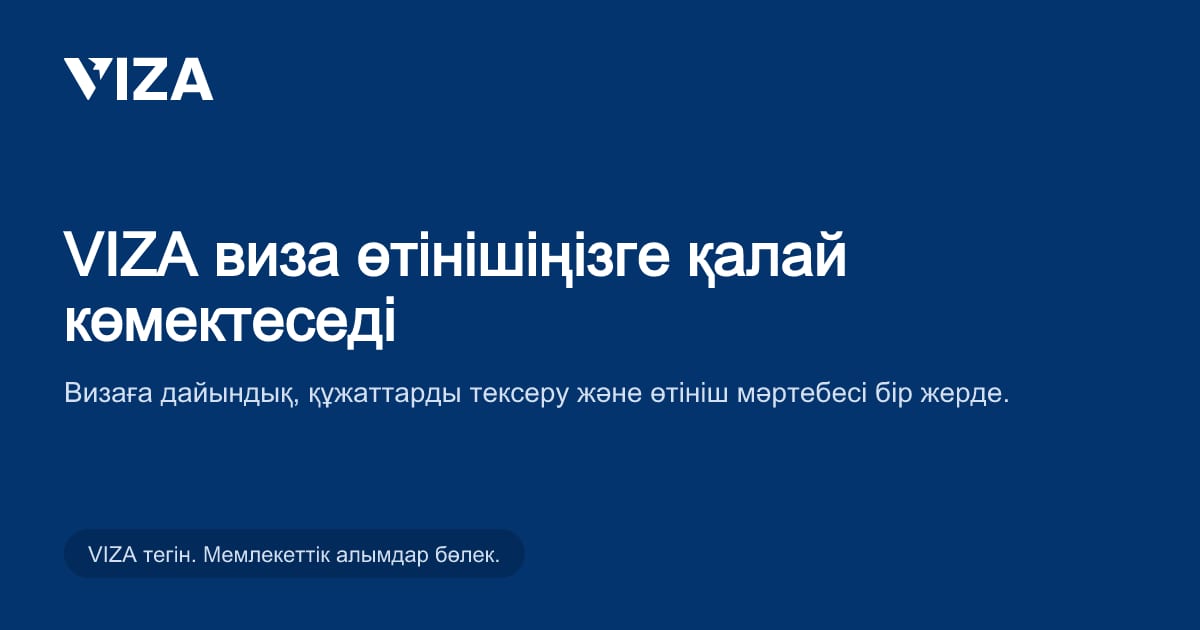 VIZA
VIZA виза өтінішіңізге қалай
көмектеседі
Визаға дайындық, құжаттарды тексеру және өтініш мәртебесі бір жерде.
VIZA тегін. Мемлекеттік алымдар бөлек.